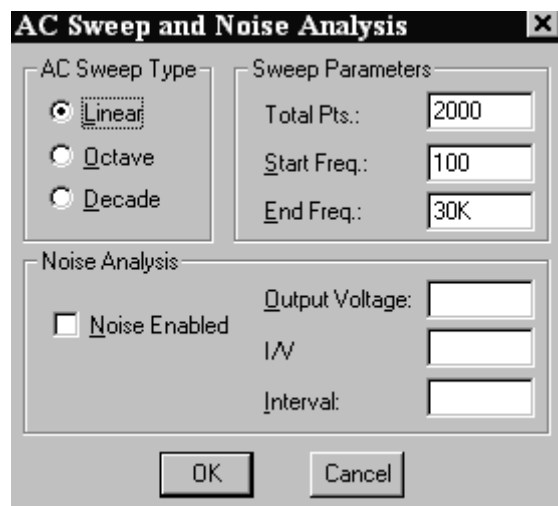 AC Sweep and Noise Analysis
AC Sweep Type
Linear
Octave
Decade
Sweep Parameters
Total Pts.: 2000
Start Freq.: 100
End Freq.: 30K
Noise Analysis
Noise Enabled
Output Voltage:
I/V
Interval:
OK
Cancel